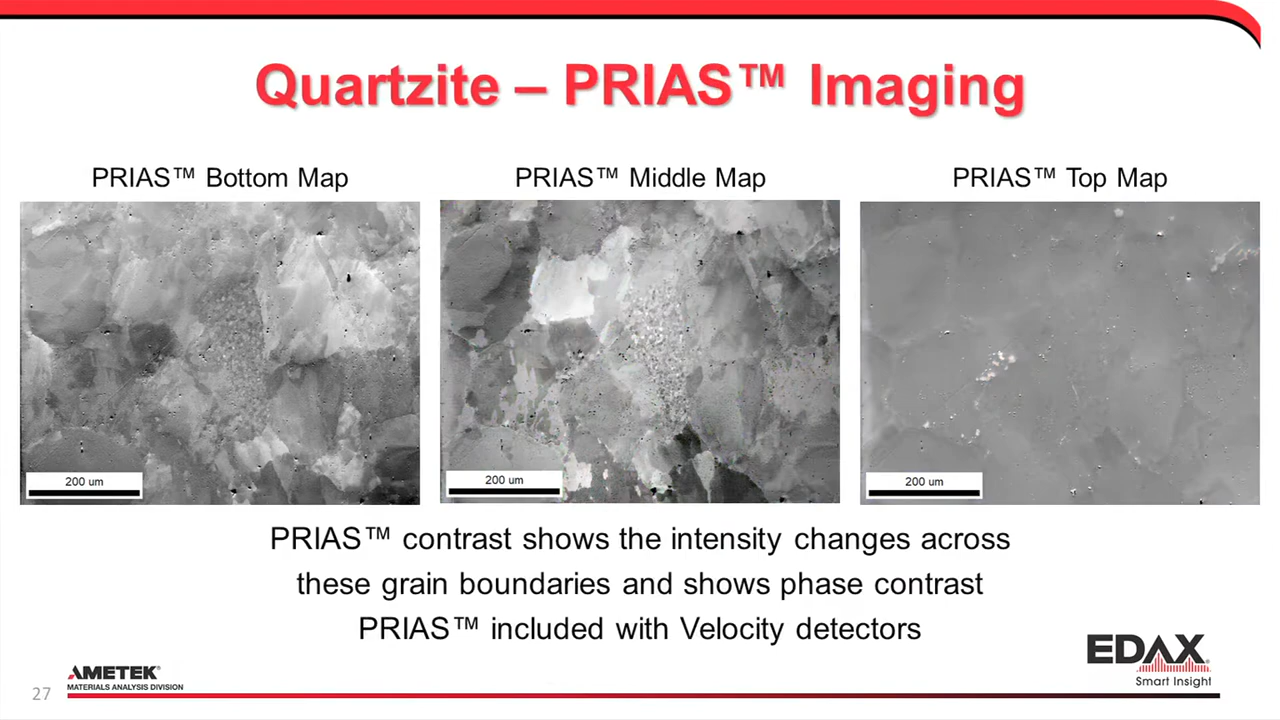 Quartzite – PRIAS™ Imaging
PRIAS™ Bottom Map
PRIAS™ Middle Map
PRIAS™ Top Map
200 um
200 um
200 um
PRIAS™ contrast shows the intensity changes across
these grain boundaries and shows phase contrast
PRIAS™ included with Velocity detectors
27
AMETEK®
MATERIALS ANALYSIS DIVISION
EDAX®
Smart Insight